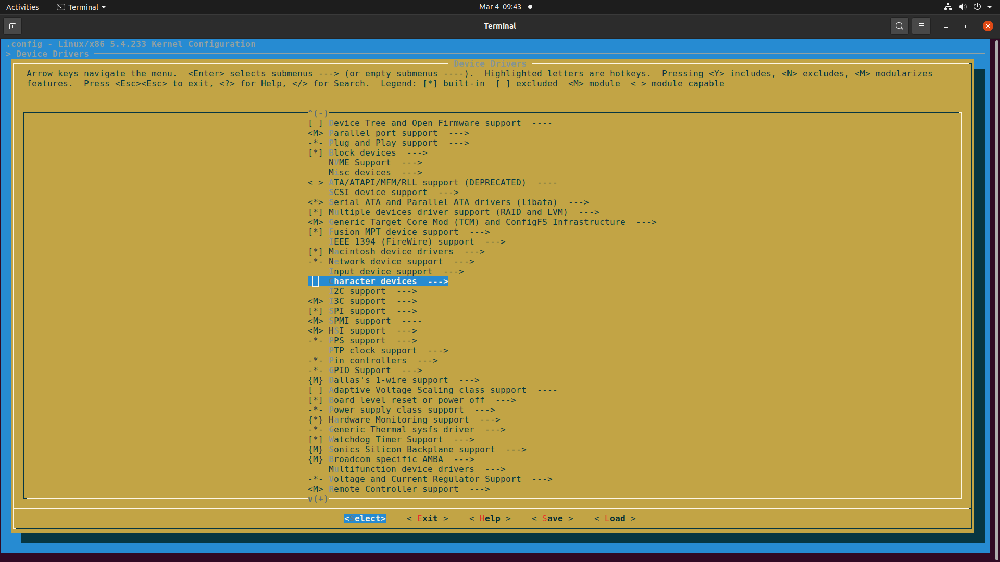 Activities Terminal Mar 4 09:43
Terminal
.config - Linux/x86 5.4.233 Kernel Configuration
> Device Drivers
Device Drivers
Arrow keys navigate the menu. <Enter> selects submenus ---> (or empty submenus ----). Highlighted letters are hotkeys. Pressing <Y> includes, <N> excludes, <M> modularizes
features. Press <Esc><Esc> to exit, <?> for Help, </> for Search. Legend: [*] built-in [ ] excluded <M> module < > module capable
^(-)
[ ] Device Tree and Open Firmware support ----
<M> Parallel port support --->
-*- Plug and Play support --->
[*] Block devices --->
NVME Support --->
Misc devices --->
< > ATA/ATAPI/MFM/RLL support (DEPRECATED) ----
SCSI device support --->
<*> Serial ATA and Parallel ATA drivers (libata) --->
[*] Multiple devices driver support (RAID and LVM) --->
<M> Generic Target Core Mod (TCM) and ConfigFS Infrastructure --->
[*] Fusion MPT device support --->
IEEE 1394 (FireWire) support --->
[*] Macintosh device drivers --->
-*- Network device support --->
Input device support --->
Character devices --->
I2C support --->
<M> I3C support --->
[*] SPI support --->
<M> SPMI support ----
<M> HSI support --->
-*- PPS support --->
PTP clock support --->
-*- Pin controllers --->
-*- GPIO Support --->
{M} Dallas's 1-wire support --->
[ ] Adaptive Voltage Scaling class support ----
[*] Board level reset or power off --->
-*- Power supply class support --->
{*} Hardware Monitoring support --->
-*- Generic Thermal sysfs driver --->
[*] Watchdog Timer Support --->
{M} Sonics Silicon Backplane support --->
{M} Broadcom specific AMBA --->
Multifunction device drivers --->
-*- Voltage and Current Regulator Support --->
<M> Remote Controller support --->
v(+)
<Select> < Exit > < Help > < Save > < Load >